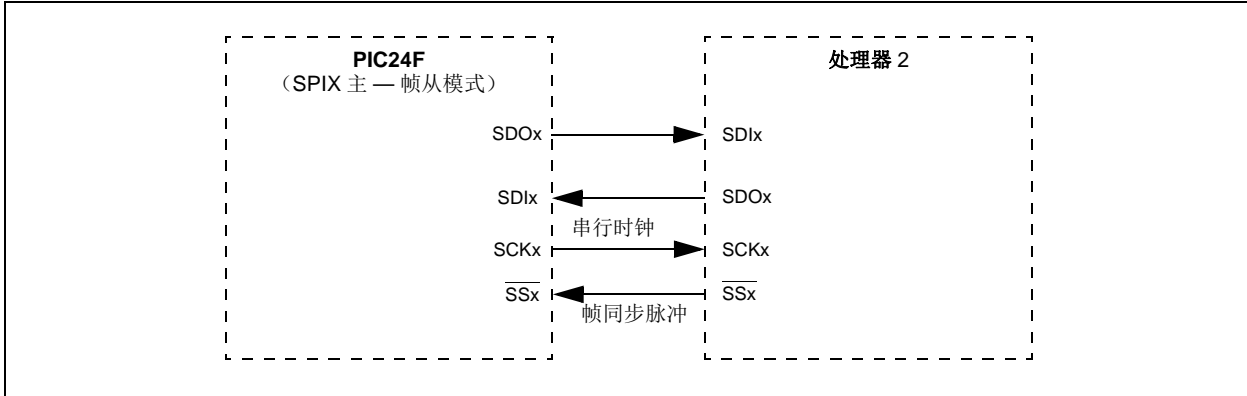 PIC24F
（SPIX 主 — 帧从模式）
处理器 2
SDOx
SDIx
SDIx
SDOx
串行时钟
SCKx
SCKx
SSx
SSx
帧同步脉冲